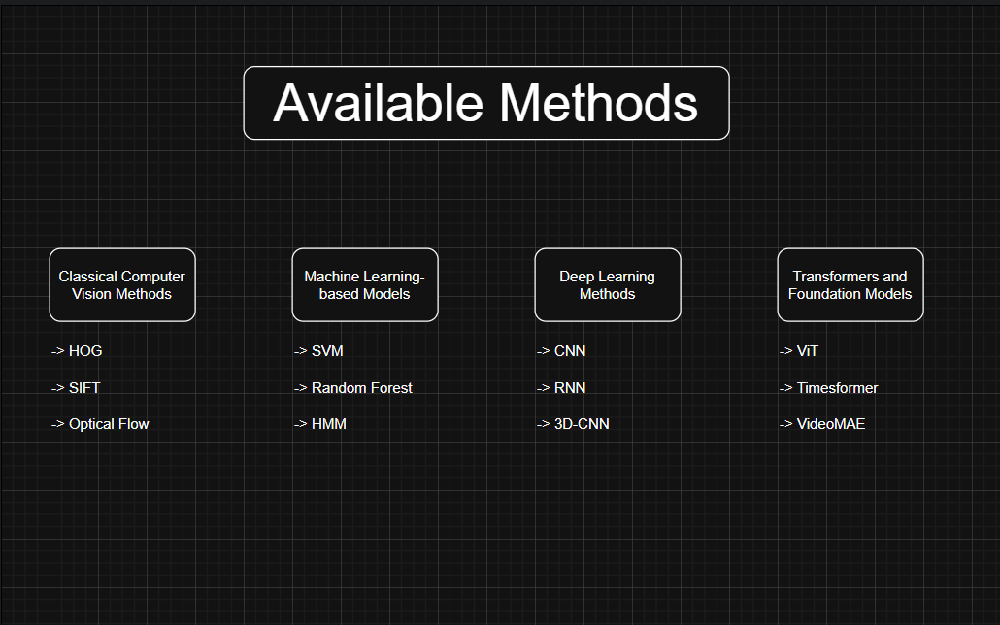 Available Methods
Classical Computer
Vision Methods
-> HOG
-> SIFT
-> Optical Flow
Machine Learning-
based Models
-> SVM
-> Random Forest
-> HMM
Deep Learning
Methods
-> CNN
-> RNN
-> 3D-CNN
Transformers and
Foundation Models
-> ViT
-> Timesformer
-> VideoMAE